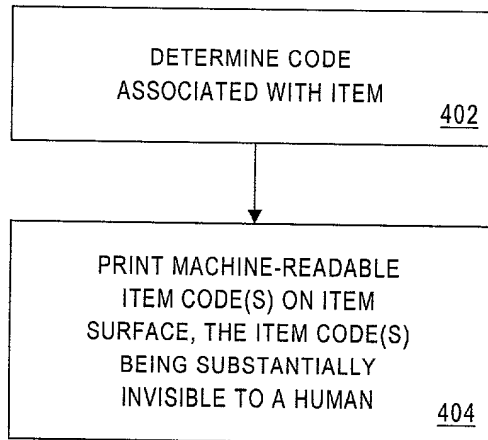 DETERMINE CODE
ASSOCIATED WITH ITEM
402
PRINT MACHINE-READABLE
ITEM CODE(S) ON ITEM
SURFACE, THE ITEM CODE(S)
BEING SUBSTANTIALLY
INVISIBLE TO A HUMAN
404